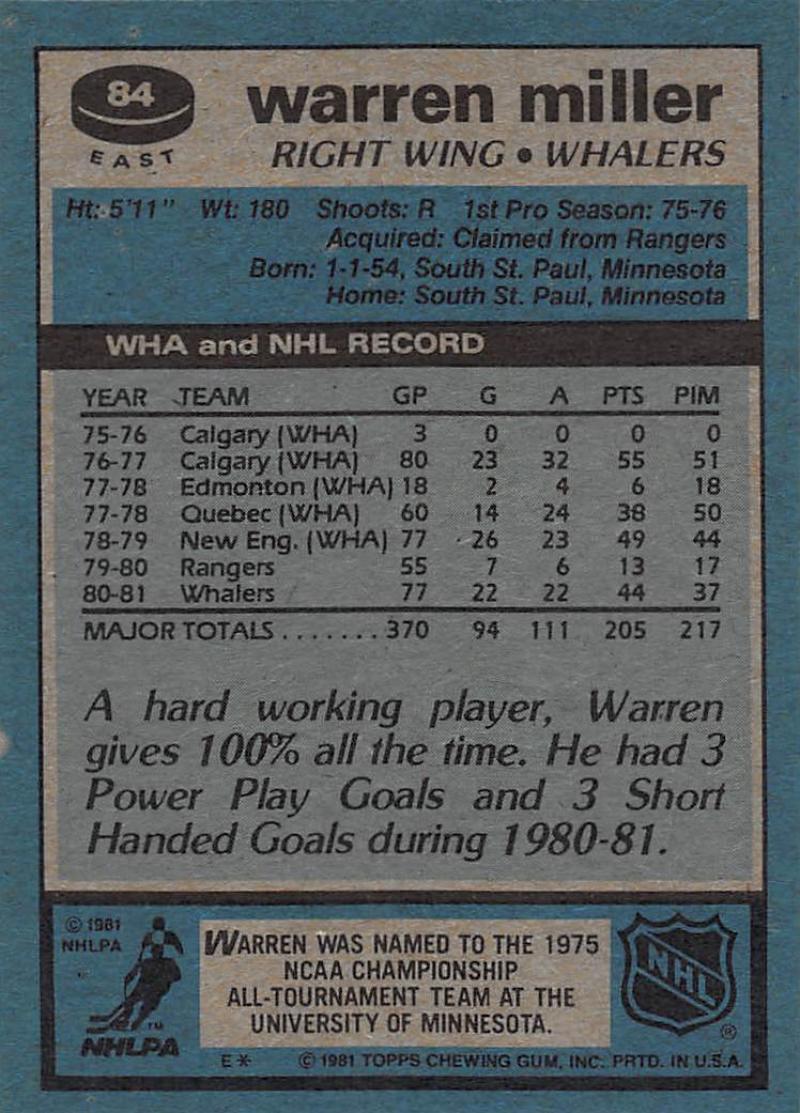 84
EAST
warren miller
RIGHT WING • WHALERS
Ht: 5'11" Wt: 180 Shoots: R 1st Pro Season: 75-76
Acquired: Claimed from Rangers
Born: 1-1-54, South St. Paul, Minnesota
Home: South St. Paul, Minnesota
WHA and NHL RECORD
YEAR TEAM GP G A PTS PIM
75-76 Calgary (WHA) 3 0 0 0 0
76-77 Calgary (WHA) 80 23 32 55 51
77-78 Edmonton (WHA) 18 2 4 6 18
77-78 Quebec (WHA) 60 14 24 38 50
78-79 New Eng. (WHA) 77 26 23 49 44
79-80 Rangers 55 7 6 13 17
80-81 Whalers 77 22 22 44 37
MAJOR TOTALS.......370 94 111 205 217
A hard working player, Warren
gives 100% all the time. He had 3
Power Play Goals and 3 Short
Handed Goals during 1980-81.
© 1981
NHLPA
TM
NHLPA
WARREN WAS NAMED TO THE 1975
NCAA CHAMPIONSHIP
ALL-TOURNAMENT TEAM AT THE
UNIVERSITY OF MINNESOTA.
NHL
®
E* © 1981 TOPPS CHEWING GUM, INC. PRTD. IN U.S.A.